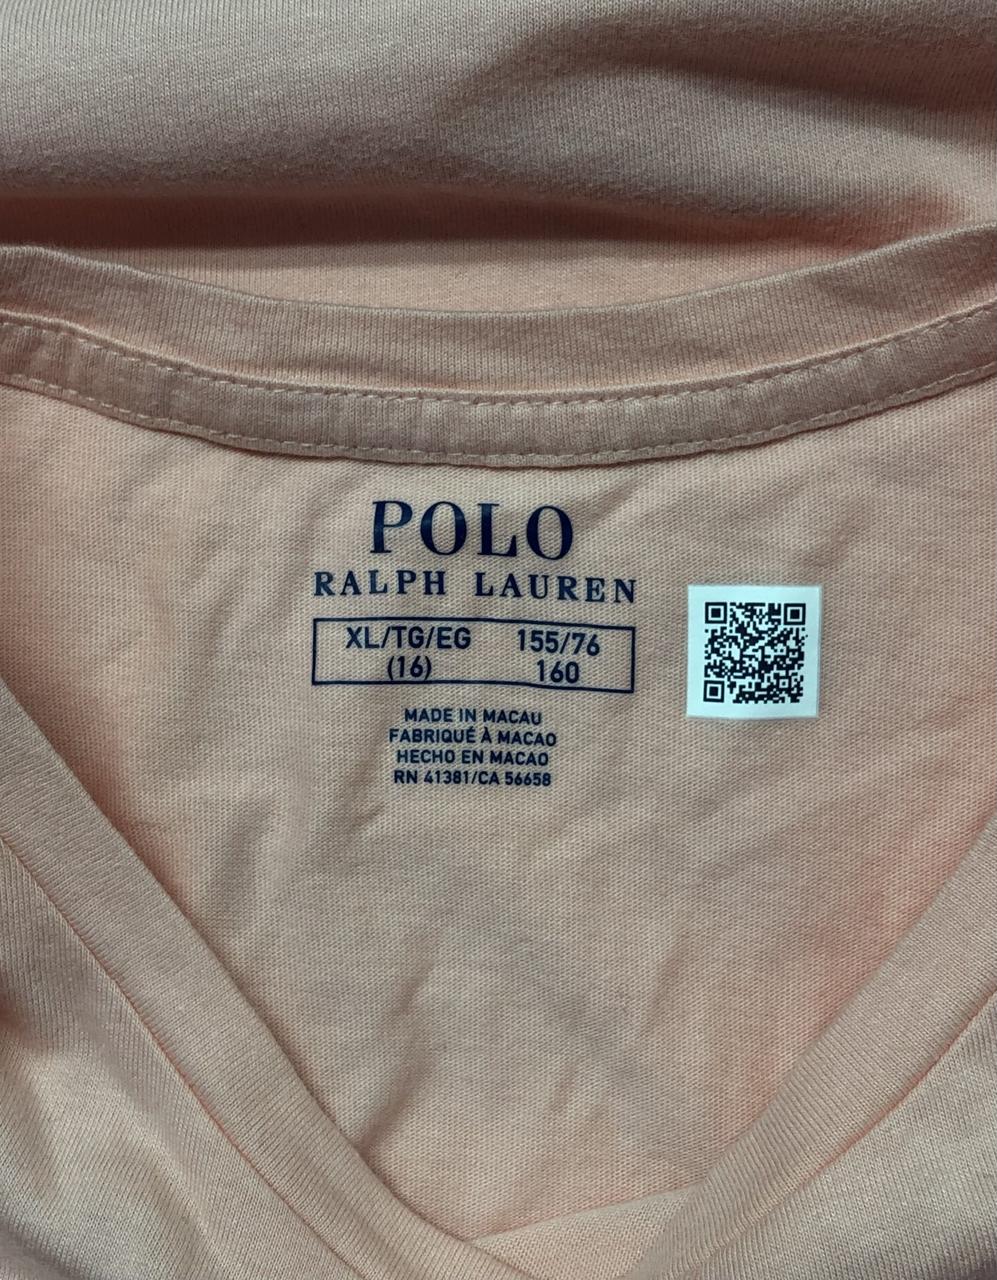 POLO
RALPH LAUREN
XL/TG/EG 155/76
(16) 160
MADE IN MACAU
FABRIQUÉ À MACAO
HECHO EN MACAO
RN 41381/CA 56658